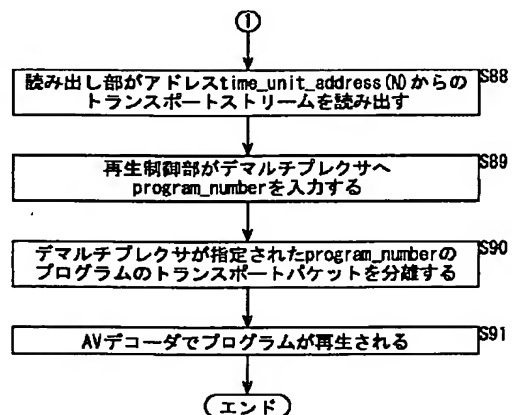 ①
読み出し部がアドレスtime_unit_address(N)からの
トランスポートストリームを読み出す
S88
再生制御部がデマルチプレクサへ
program_numberを入力する
S89
デマルチプレクサが指定されたprogram_numberの
プログラムのトランスポートパケットを分離する
S90
AVデコーダでプログラムが再生される
S91
エンド